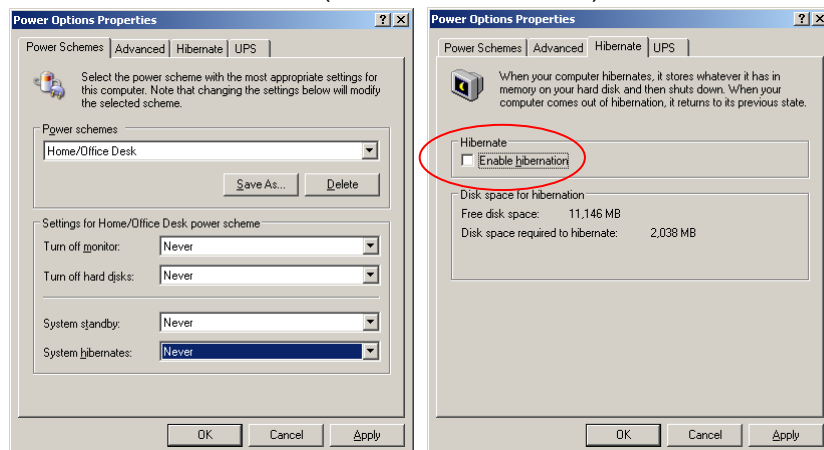 Power Options Properties
Power Schemes Advanced Hibernate UPS
Select the power scheme with the most appropriate settings for
this computer. Note that changing the settings below will modify
the selected scheme.
Power schemes
Home/Office Desk
Save As... Delete
Settings for Home/Office Desk power scheme
Turn off monitor: Never
Turn off hard disks: Never
System standby: Never
System hibernates: Never
OK Cancel Apply
Power Options Properties
Power Schemes Advanced Hibernate UPS
When your computer hibernates, it stores whatever it has in
memory on your hard disk and then shuts down. When your
computer comes out of hibernation, it returns to its previous state.
Hibernate
Enable hibernation
Disk space for hibernation
Free disk space: 11,146 MB
Disk space required to hibernate: 2,038 MB
OK Cancel Apply